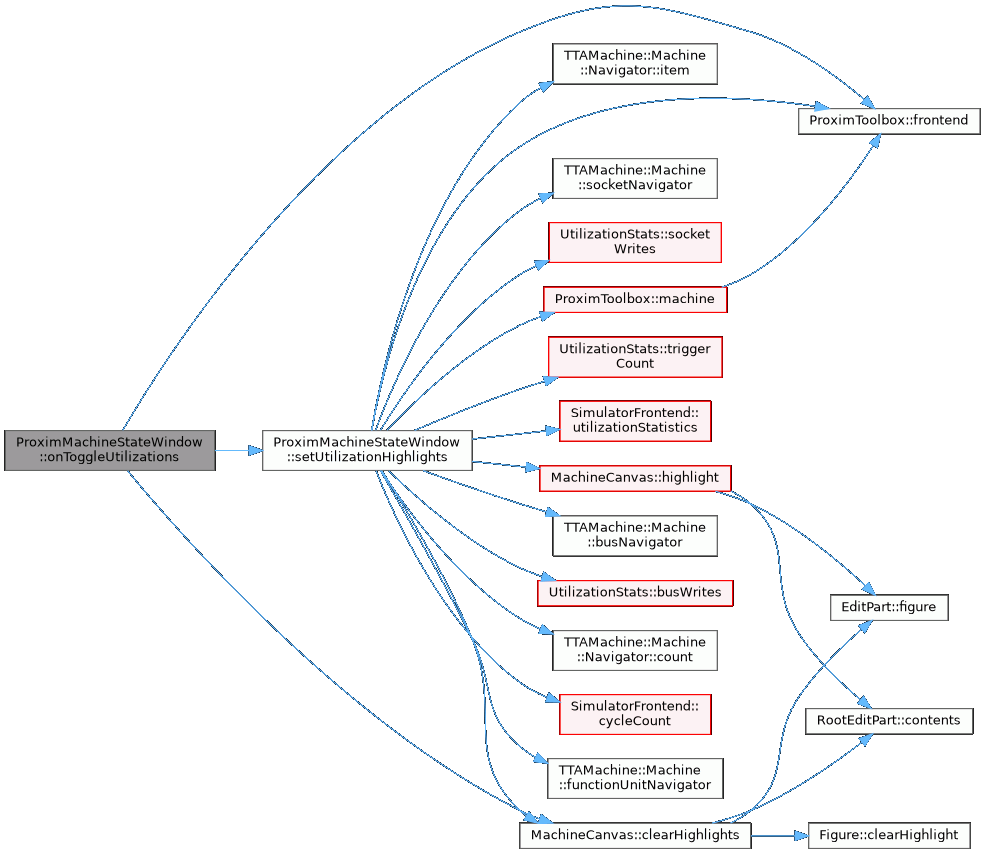 ProximMachineStateWindow
::onToggleUtilizations
ProximMachineStateWindow
::setUtilizationHighlights
TTAMachine::Machine
::Navigator::item
ProximToolbox::frontend
TTAMachine::Machine
::socketNavigator
UtilizationStats::socket
Writes
ProximToolbox::machine
UtilizationStats::trigger
Count
SimulatorFrontend::
utilizationStatistics
MachineCanvas::highlight
TTAMachine::Machine
::busNavigator
UtilizationStats::busWrites
EditPart::figure
TTAMachine::Machine
::Navigator::count
SimulatorFrontend::
cycleCount
RootEditPart::contents
TTAMachine::Machine
::functionUnitNavigator
MachineCanvas::clearHighlights
Figure::clearHighlight